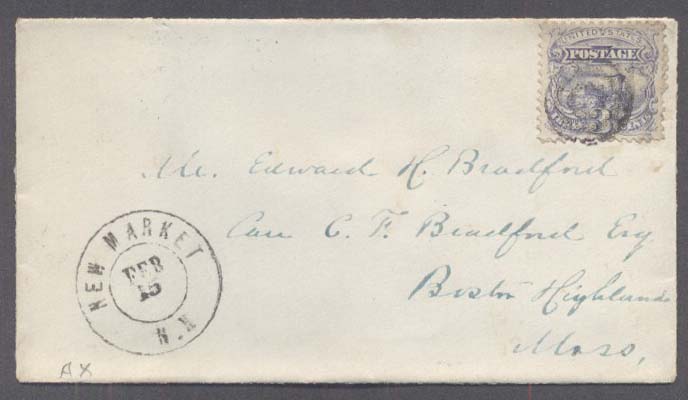 UNITED STATES
POSTAGE
3
Mr. Edward H. Bradford
Care C. F. Bradford Esq
Boston Highlands
Mass,
NEW MARKET
FEB
15
N.H
AX